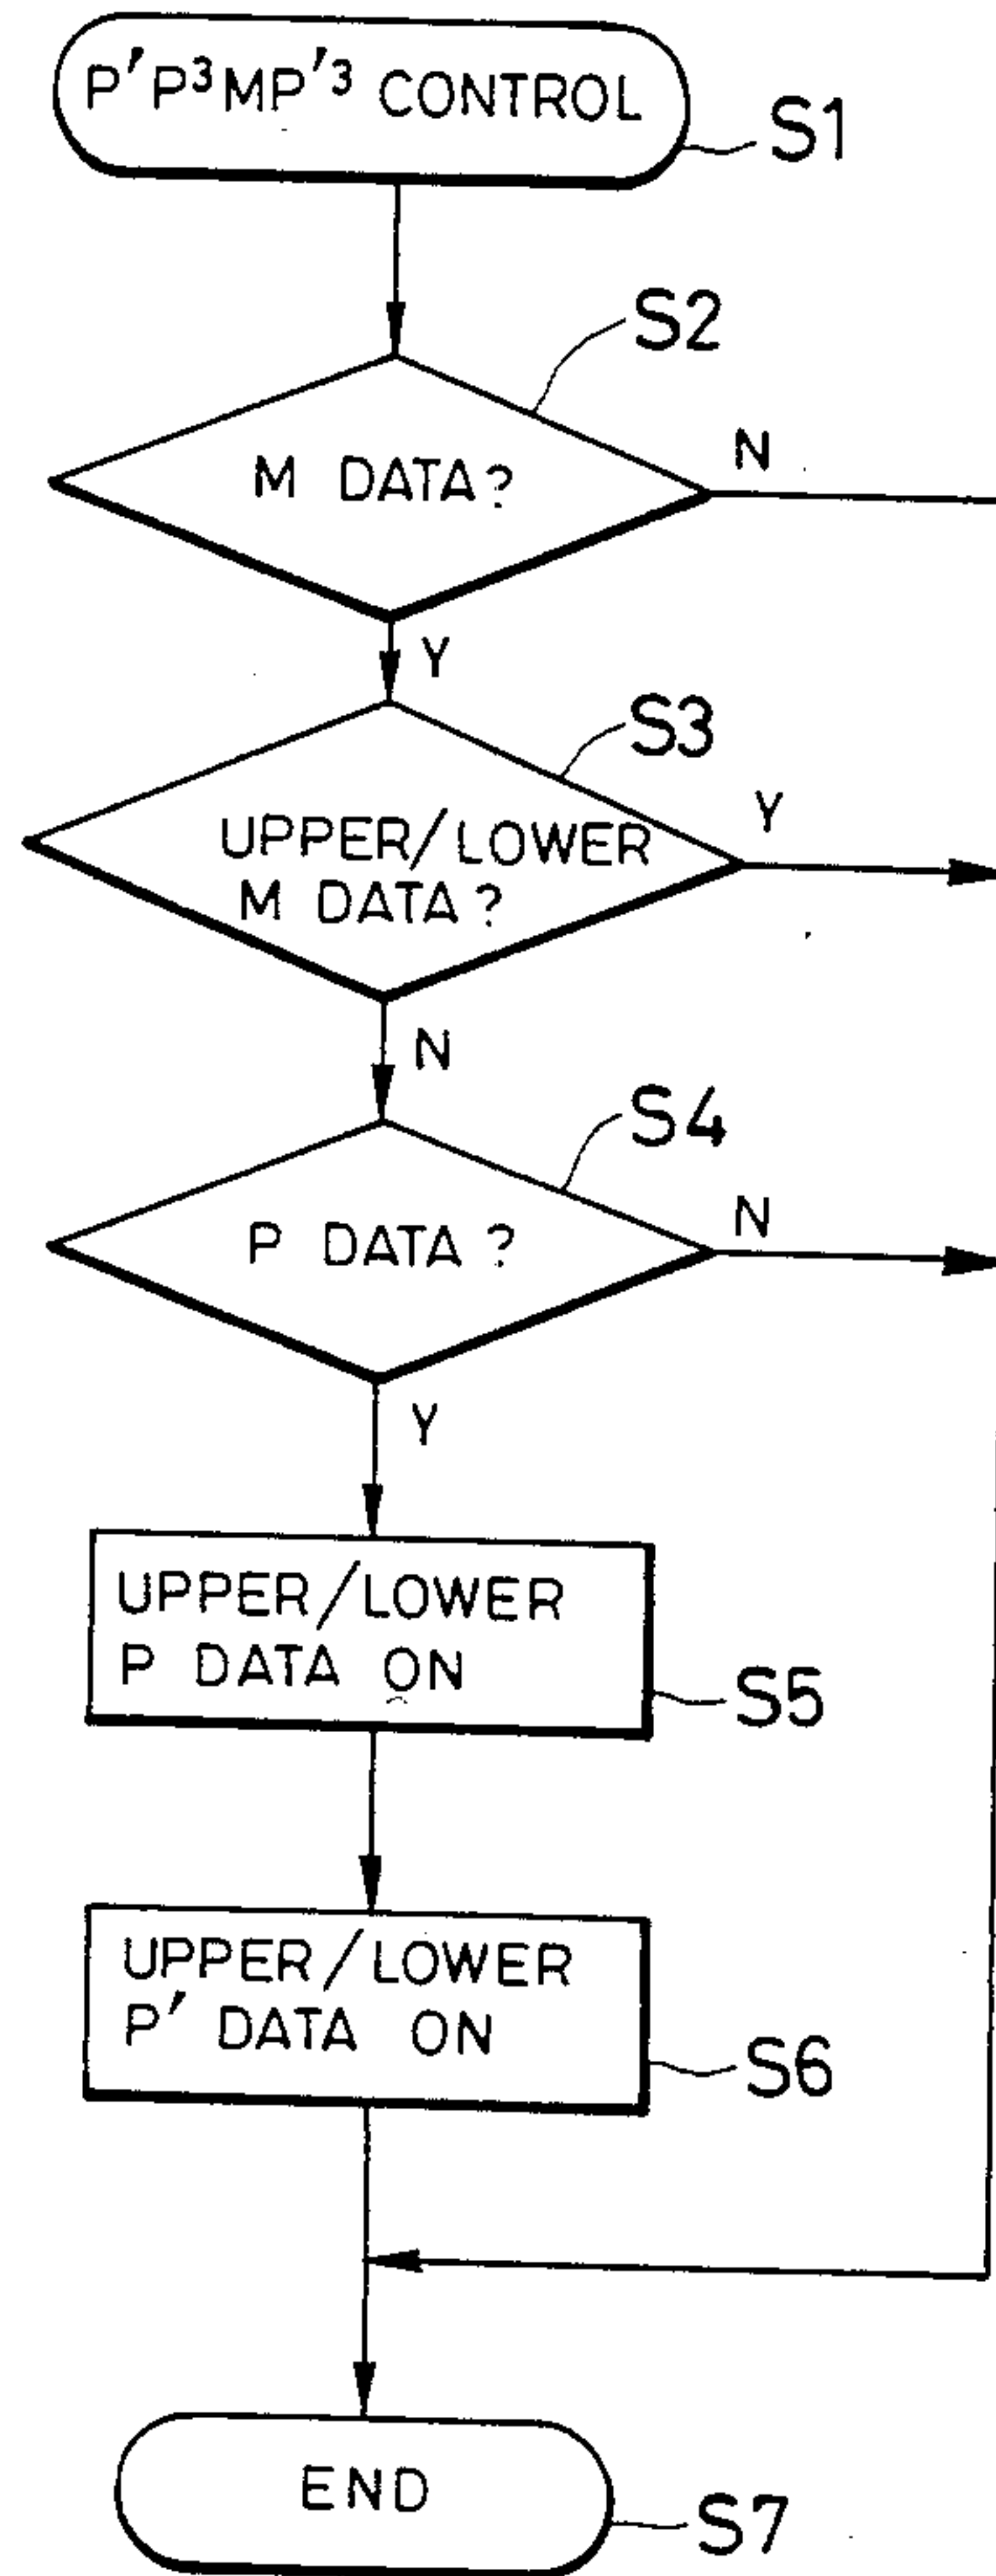 P'P³MP'³ CONTROL
S1
S2
M DATA?
N
Y
S3
UPPER/LOWER
M DATA?
Y
N
S4
P DATA?
N
Y
UPPER/LOWER
P DATA ON
S5
UPPER/LOWER
P' DATA ON
S6
END
S7